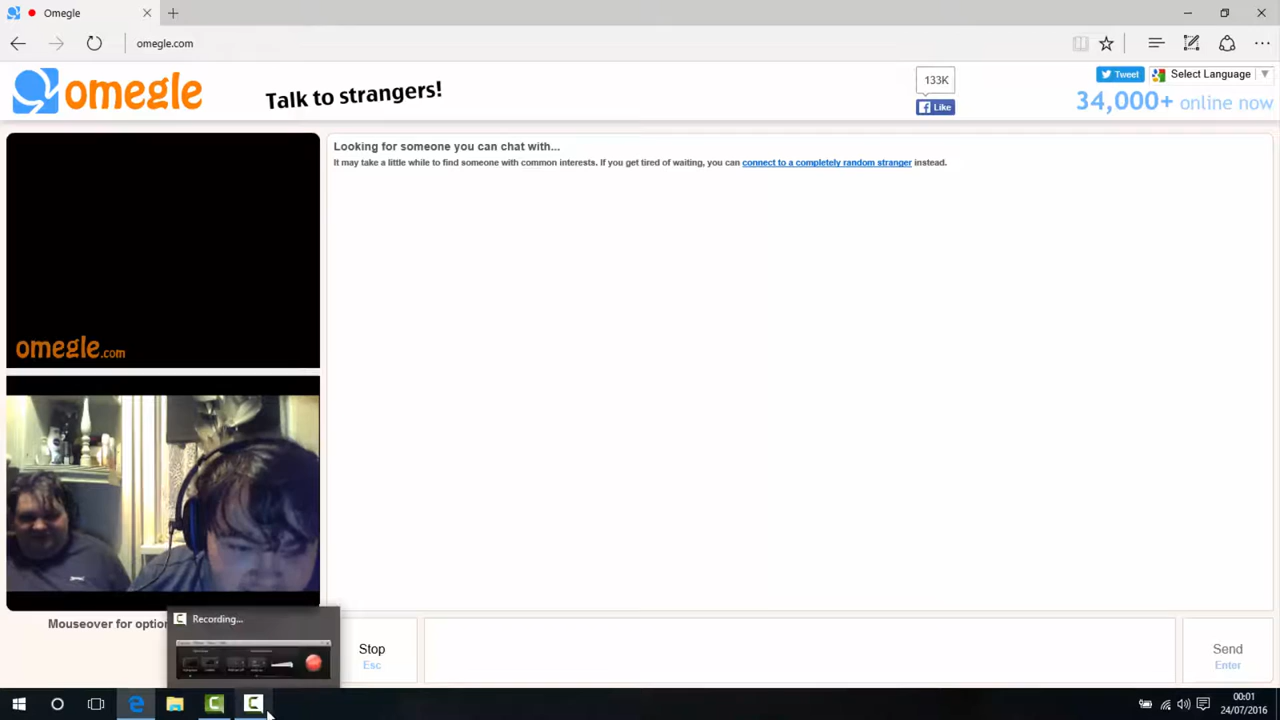 Omegle
omegle.com
omegle
Talk to strangers!
133K
Like
Tweet
Select Language
34,000+ online now
Looking for someone you can chat with...
It may take a little while to find someone with common interests. If you get tired of waiting, you can connect to a completely random stranger instead.
omegle.com
Mouseover for option
Recording...
Stop
Esc
Send
Enter
00:01
24/07/2016